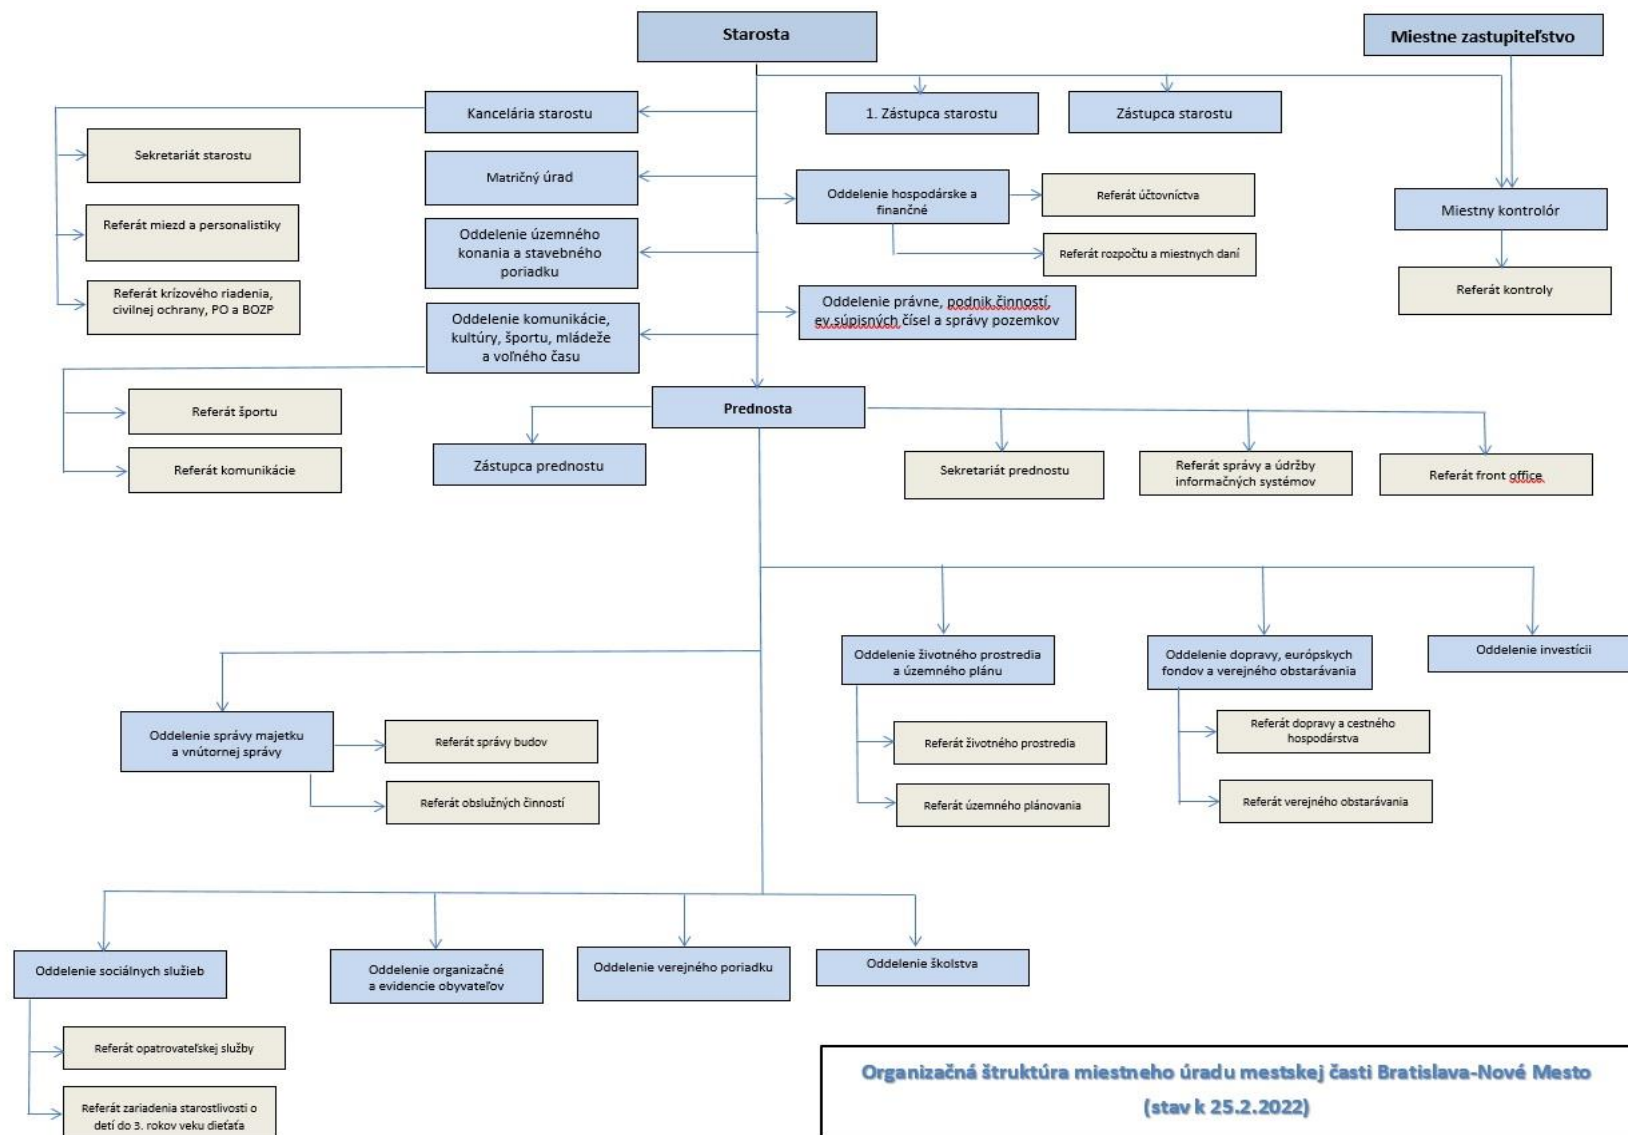 Starosta
Miestne zastupiteľstvo
Kancelária starostu
1. Zástupca starostu
Zástupca starostu
Sekretariát starostu
Matričný úrad
Oddelenie hospodárske a
finančné
Referát účtovníctva
Miestny kontrolór
Referát miezd a personalistiky
Oddelenie územného
konania a stavebného
poriadku
Referát rozpočtu a miestnych daní
Referát kontroly
Referát krízového riadenia,
civilnej ochrany, PO a BOZP
Oddelenie komunikácie,
kultúry, športu, mládeže
a voľného času
Oddelenie právne, podnik.činností,
ev.súpisných čísel a správy pozemkov
Referát športu
Prednosta
Referát komunikácie
Zástupca prednostu
Sekretariát prednostu
Referát správy a údržby
informačných systémov
Referát front office
Oddelenie životného prostredia
a územného plánu
Oddelenie dopravy, európskych
fondov a verejného obstarávania
Oddelenie investícii
Oddelenie správy majetku
a vnútornej správy
Referát správy budov
Referát životného prostredia
Referát dopravy a cestného
hospodárstva
Referát obslužných činností
Referát územného plánovania
Referát verejného obstarávania
Oddelenie sociálnych služieb
Oddelenie organizačné
a evidencie obyvateľov
Oddelenie verejného poriadku
Oddelenie školstva
Referát opatrovateľskej služby
Referát zariadenia starostlivosti o
detí do 3. rokov veku dieťaťa
Organizačná štruktúra miestneho úradu mestskej časti Bratislava-Nové Mesto
(stav k 25.2.2022)